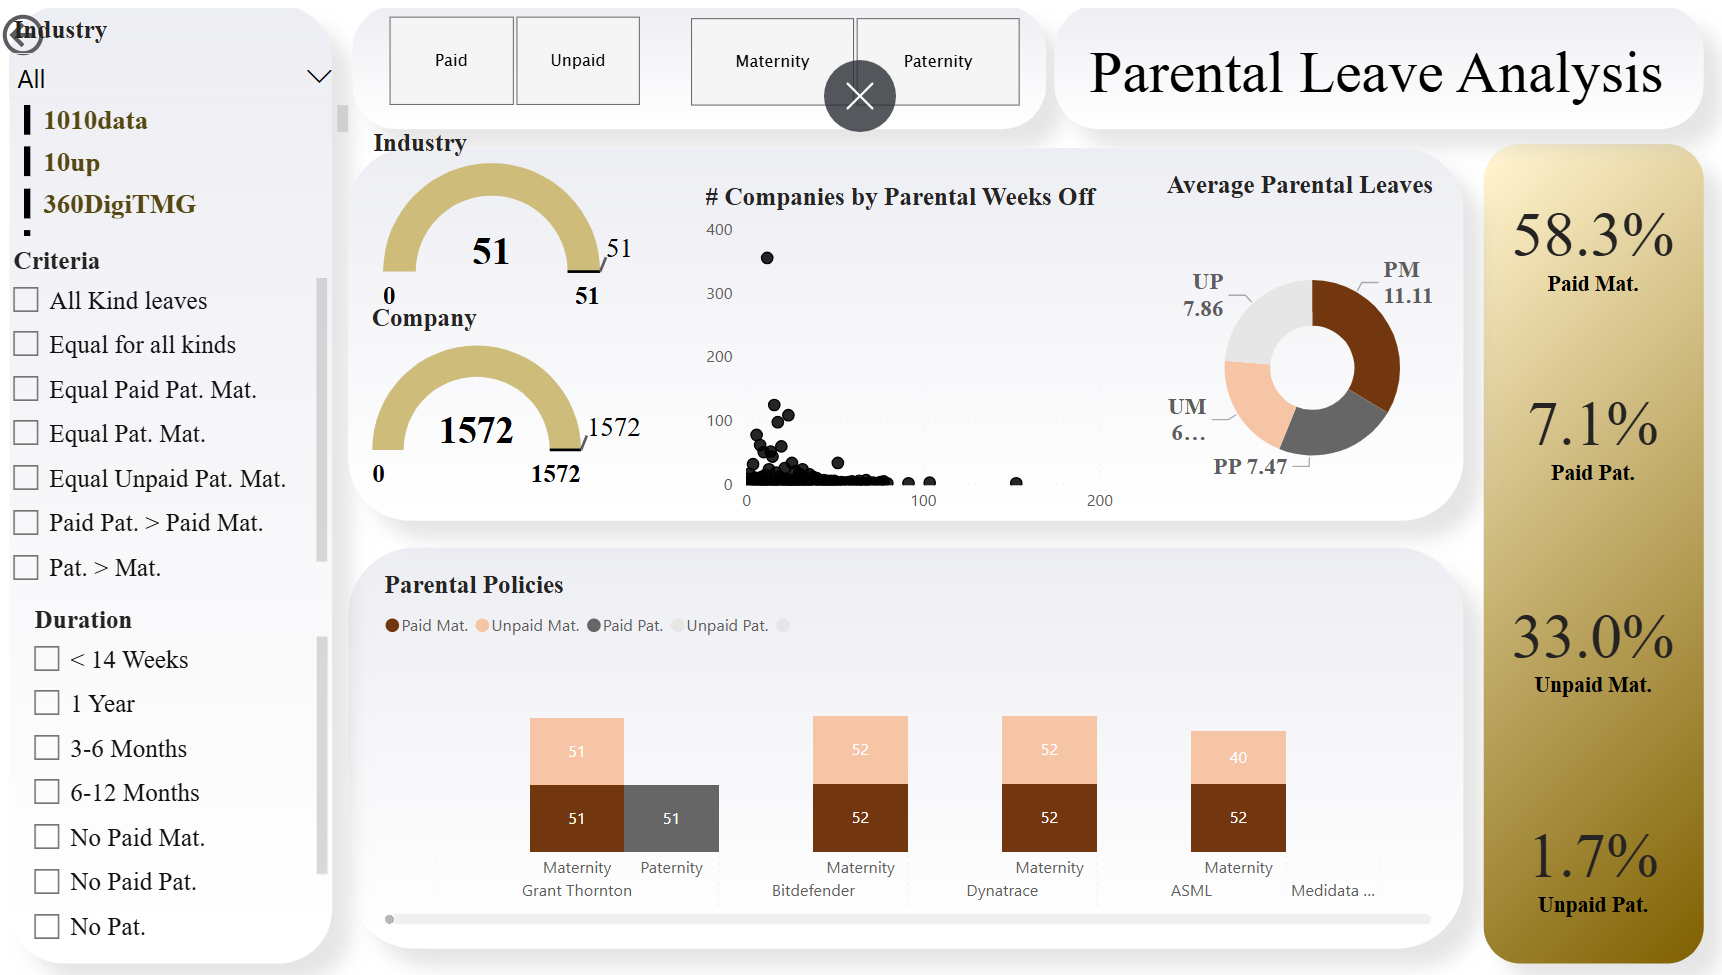 Industry
All
1010data
10up
360DigiTMG
Criteria
All Kind leaves
Equal for all kinds
Equal Paid Pat. Mat.
Equal Pat. Mat.
Equal Unpaid Pat. Mat.
Paid Pat. > Paid Mat.
Pat. > Mat.
Duration
< 14 Weeks
1 Year
3-6 Months
6-12 Months
No Paid Mat.
No Paid Pat.
No Pat.
Paid Unpaid
Maternity Paternity
Parental Leave Analysis
Industry
51
51
0 51
Company
1572
1572
0 1572
# Companies by Parental Weeks Off
400
300
200
100
0
0 100 200
Average Parental Leaves
PM
11.11
UP
7.86
UM
6...
PP 7.47
58.3%
Paid Mat.
7.1%
Paid Pat.
33.0%
Unpaid Mat.
1.7%
Unpaid Pat.
Parental Policies
Paid Mat. Unpaid Mat. Paid Pat. Unpaid Pat.
51 52 52 40
51 51 52 52 52
Maternity Paternity Maternity Maternity Maternity
Grant Thornton Bitdefender Dynatrace ASML Medidata ...